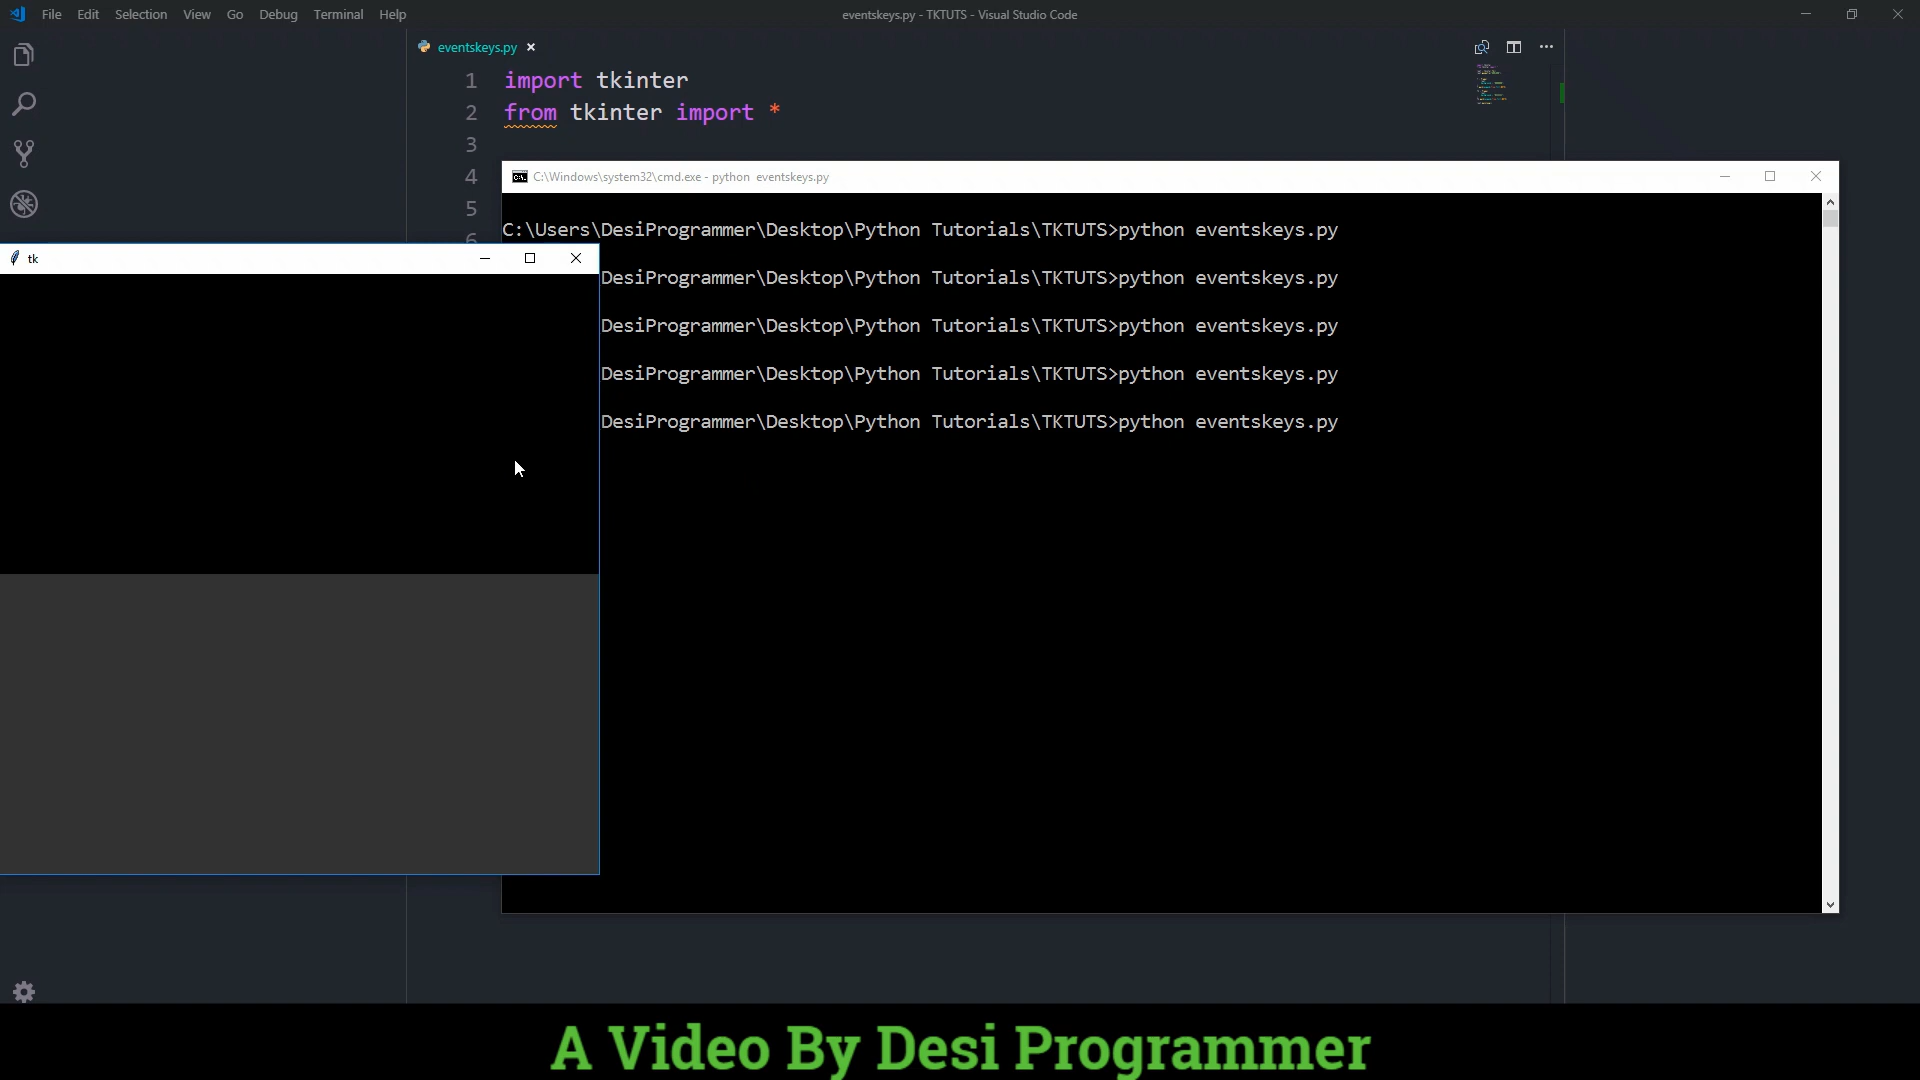 File Edit Selection View Go Debug Terminal Help
eventskeys.py - TKTUTS - Visual Studio Code
eventskeys.py
1 import tkinter
2 from tkinter import *
3
4
5
6
C:\Windows\system32\cmd.exe - python eventskeys.py
C:\Users\DesiProgrammer\Desktop\Python Tutorials\TKTUTS>python eventskeys.py
tk
DesiProgrammer\Desktop\Python Tutorials\TKTUTS>python eventskeys.py
DesiProgrammer\Desktop\Python Tutorials\TKTUTS>python eventskeys.py
DesiProgrammer\Desktop\Python Tutorials\TKTUTS>python eventskeys.py
DesiProgrammer\Desktop\Python Tutorials\TKTUTS>python eventskeys.py
A Video By Desi Programmer